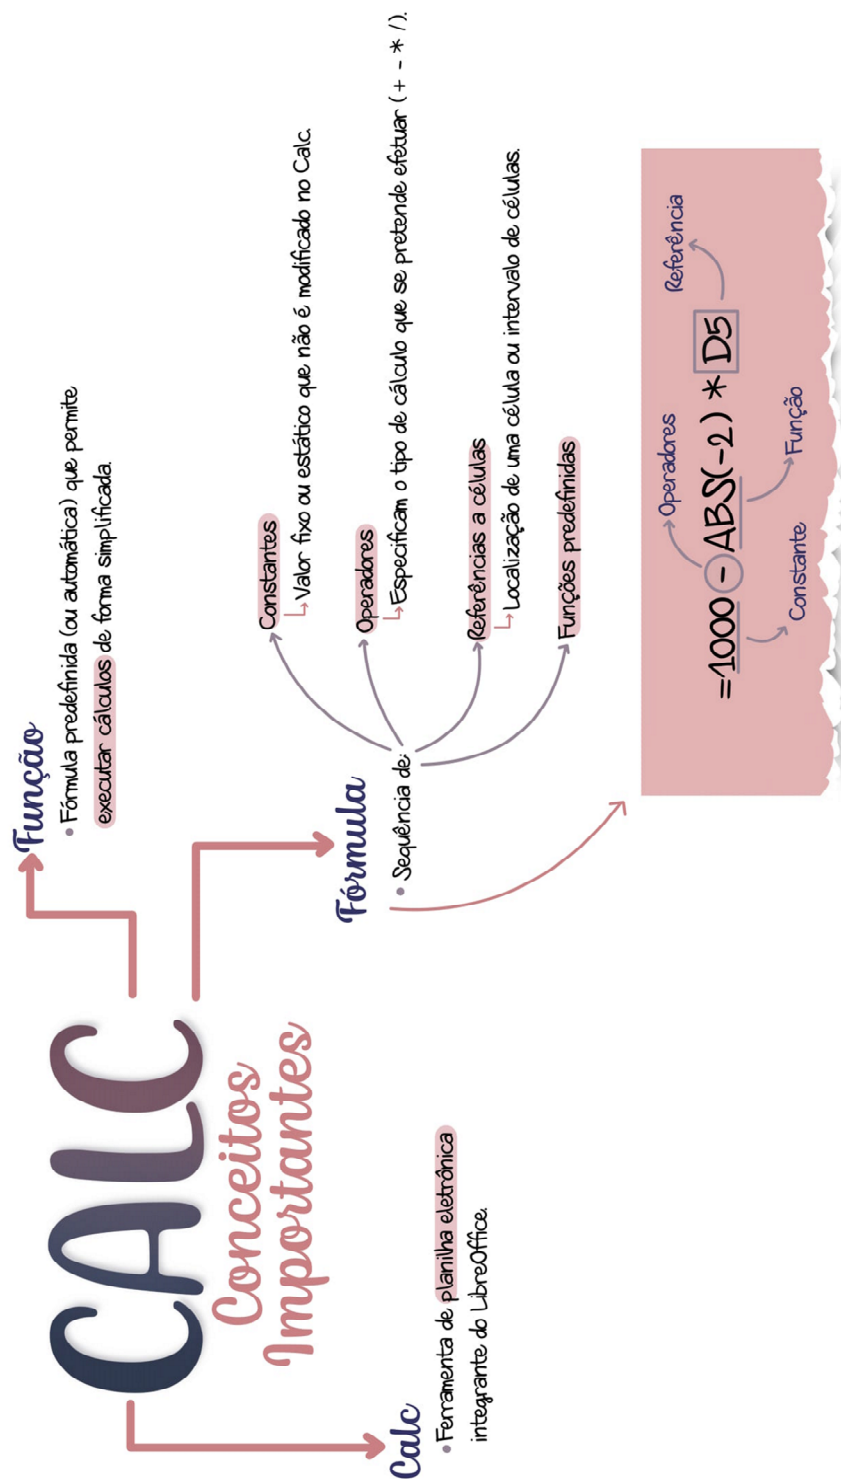 CALC
Conceitos
Importantes
Calc
• Ferramenta de planilha eletrônica
integrante do LibreOffice.
Função
• Fórmula predefinida (ou automática) que permite
executar cálculos de forma simplificada.
Fórmula
• Sequência de:
Constantes
Valor fixo ou estático que não é modificado no Calc.
Operadores
Especificam o tipo de cálculo que se pretende efetuar (+ - * /).
Referências a células
Localização de uma célula ou intervalo de células.
Funções predefinidas
Operadores
Referência
=1000 - ABS(-2) * D5
Constante
Função